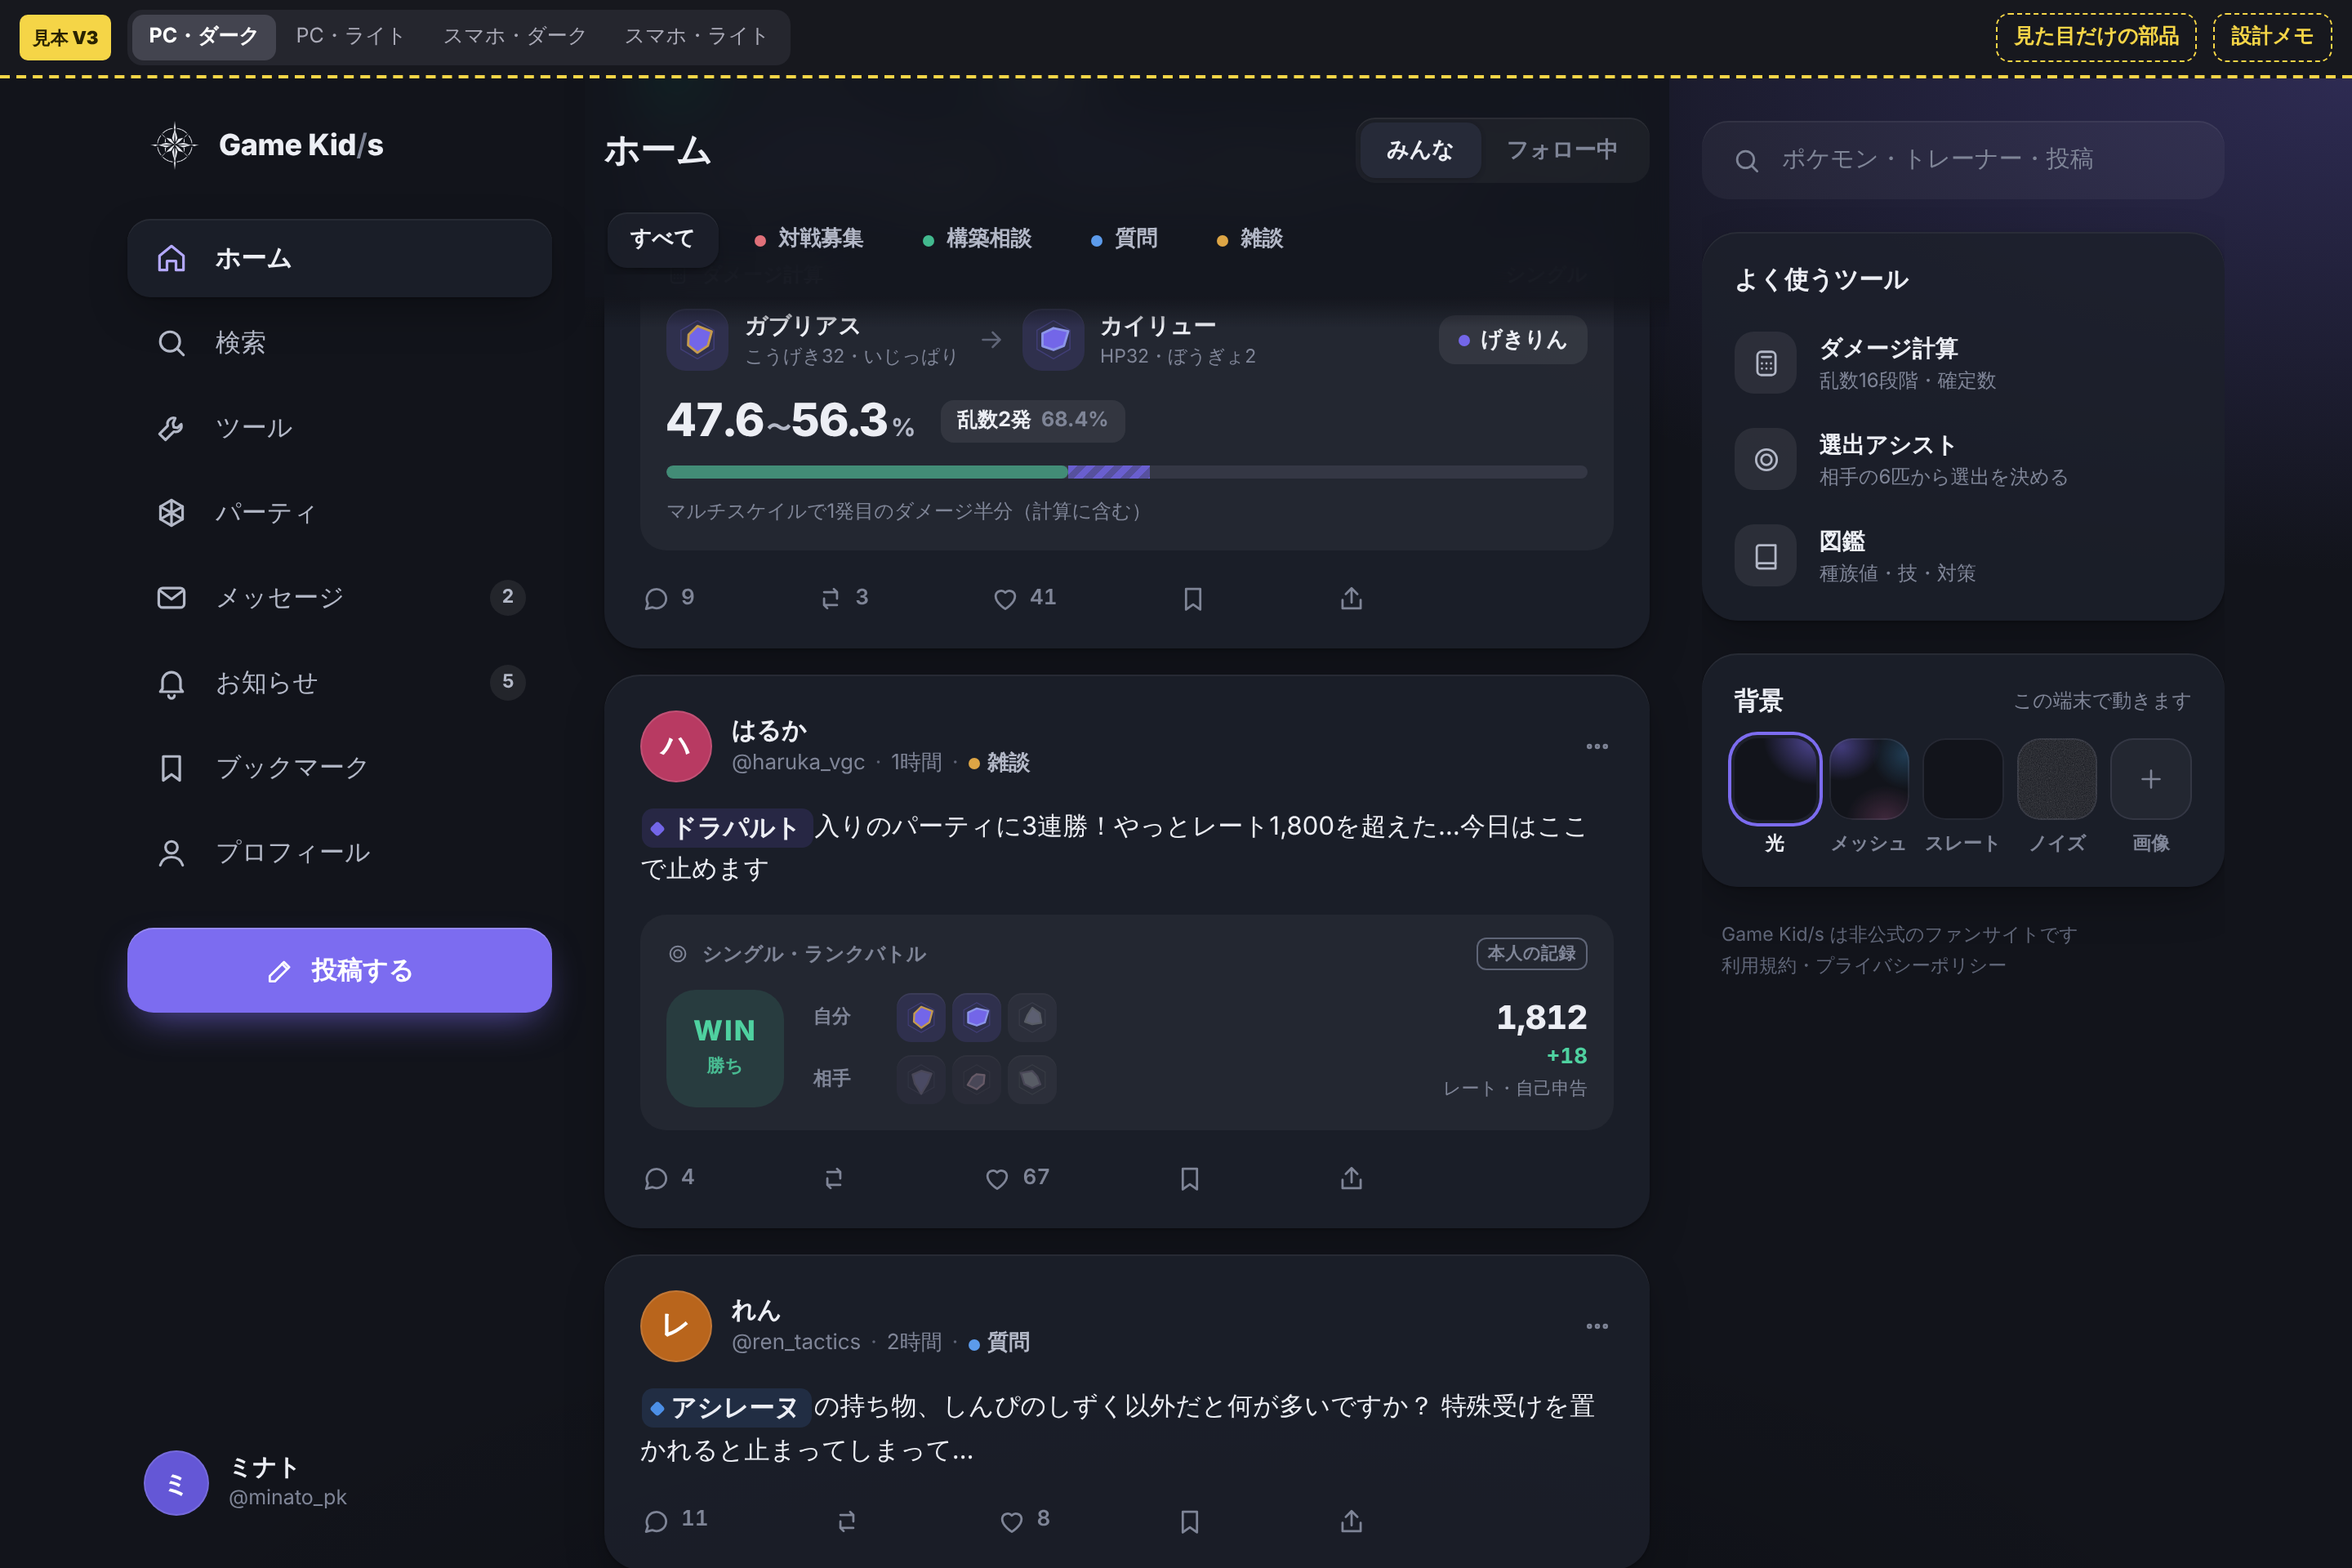 見本 V3
PC・ダーク
PC・ライト
スマホ・ダーク
スマホ・ライト
見た目だけの部品
設計メモ
Game Kid/s
ホーム
検索
ツール
パーティ
メッセージ 2
お知らせ 5
ブックマーク
プロフィール
投稿する
ミ
ミナト
@minato_pk
ホーム
みんな
フォロー中
すべて
対戦募集
構築相談
質問
雑談
シングル
ガブリアス
こうげき32・いじっぱり
カイリュー
HP32・ぼうぎょ2
げきりん
47.6~56.3%
乱数2発 68.4%
マルチスケイルで1発目のダメージ半分（計算に含む）
9 3 41
ハ
はるか
@haruka_vgc · 1時間 · 雑談
ドラパルト入りのパーティに3連勝！やっとレート1,800を超えた…今日はここ
で止めます
シングル・ランクバトル
本人の記録
WIN
勝ち
自分
相手
1,812
+18
レート・自己申告
4 67
レ
れん
@ren_tactics · 2時間 · 質問
アシレーヌの持ち物、しんぴのしずく以外だと何が多いですか？ 特殊受けを置
かれると止まってしまって…
11 8
ポケモン・トレーナー・投稿
よく使うツール
ダメージ計算
乱数16段階・確定数
選出アシスト
相手の6匹から選出を決める
図鑑
種族値・技・対策
背景
この端末で動きます
光
メッシュ
スレート
ノイズ
画像
Game Kid/s は非公式のファンサイトです
利用規約・プライバシーポリシー